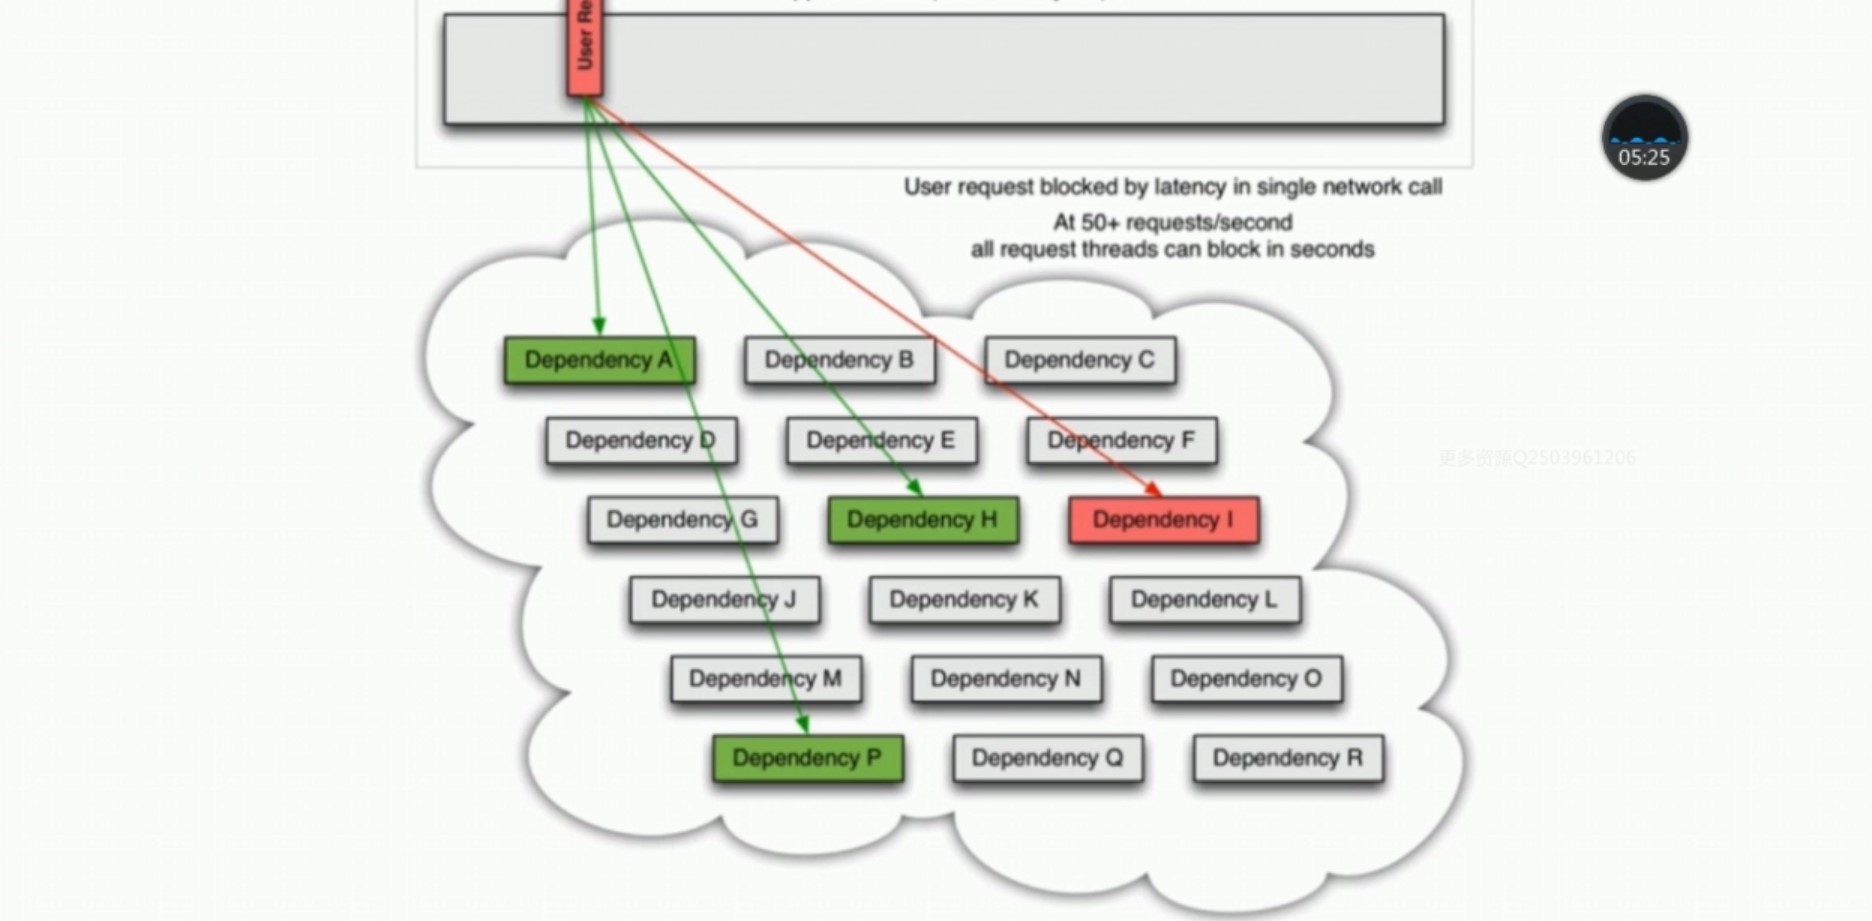 User Re
05:25
User request blocked by latency in single network call
At 50+ requests/second
all request threads can block in seconds
Dependency A
Dependency B
Dependency C
Dependency D
Dependency E
Dependency F
更多资源Q2503961206
Dependency G
Dependency H
Dependency I
Dependency J
Dependency K
Dependency L
Dependency M
Dependency N
Dependency O
Dependency P
Dependency Q
Dependency R